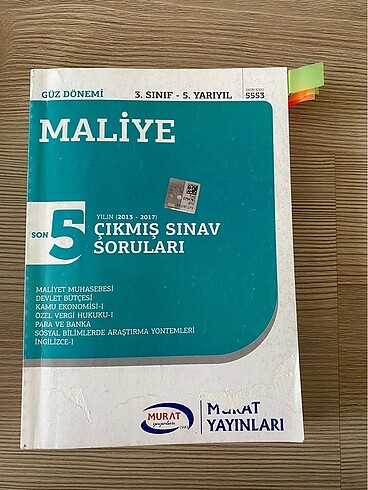 GÜZ DÖNEMİ
3. SINIF - 5. YARIYIL
5553
MALİYE
SON 5
YILIN (2013 - 2017)
ÇIKMIŞ SINAV
SORULARI
MALİYET MUHASEBESİ
DEVLET BÜTÇESİ
KAMU EKONOMİSİ-I
ÖZEL VERGİ HUKUKU-I
PARA VE BANKA
SOSYAL BİLİMLERDE ARAŞTIRMA YÖNTEMLERİ
İNGİLİZCE-I
MURAT
yayınları
MURAT
YAYINLARI